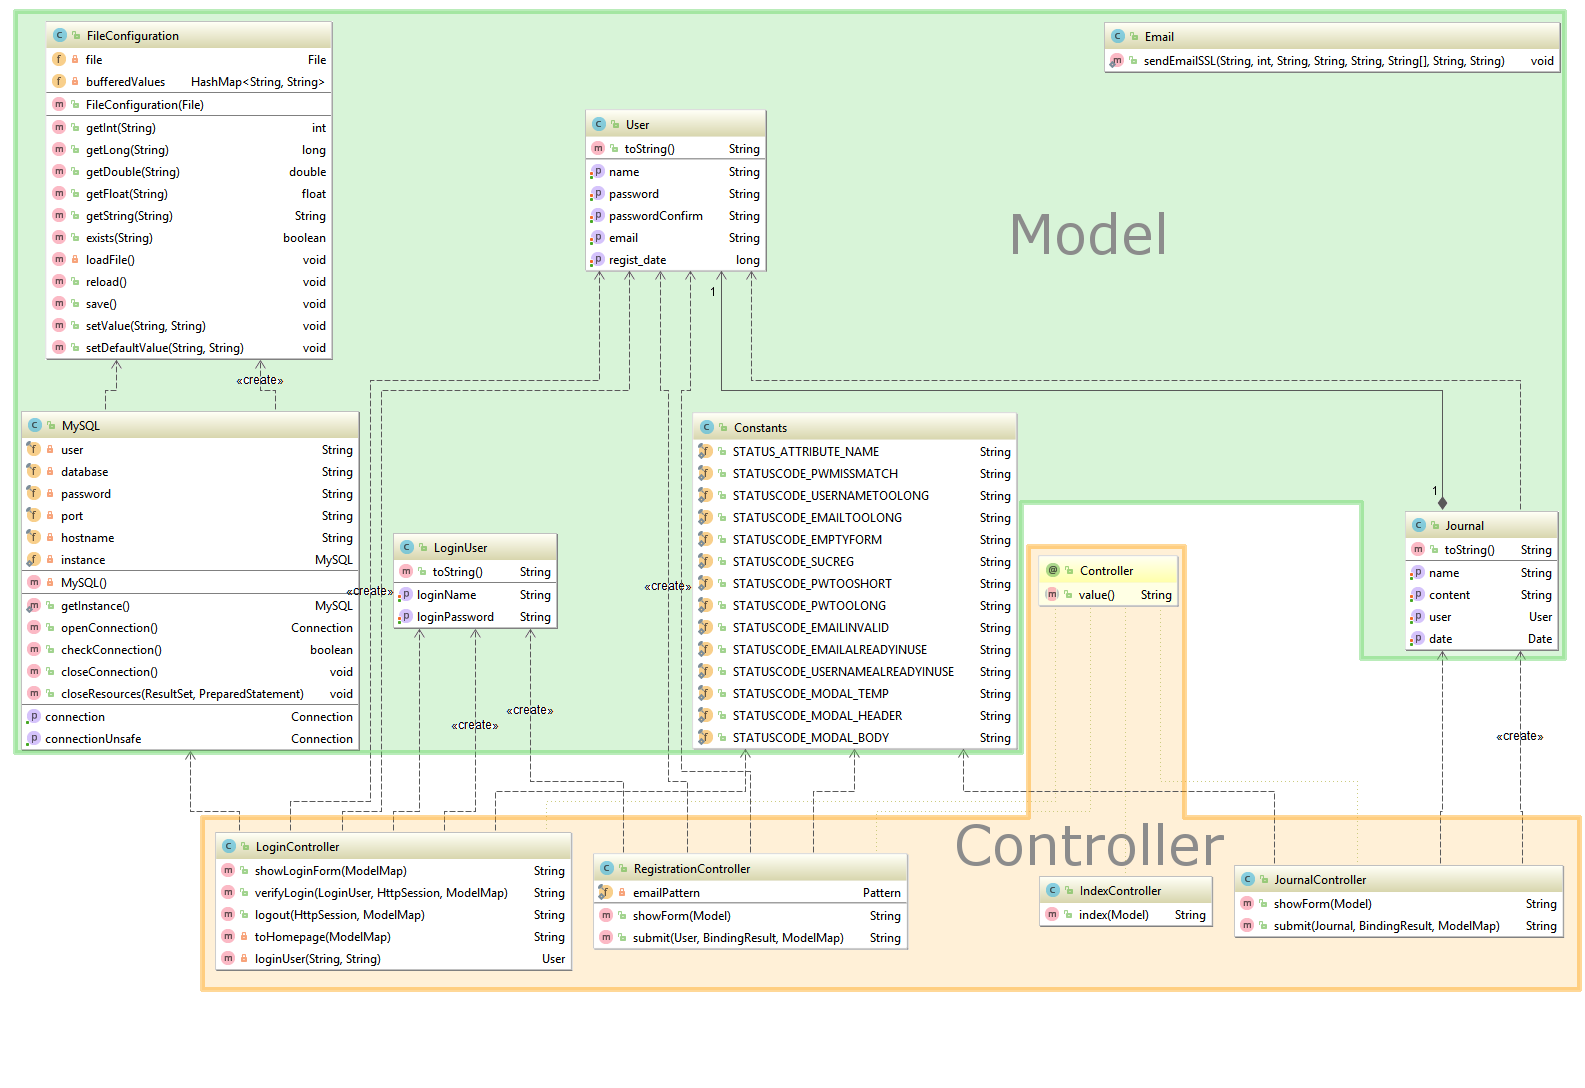 FileConfiguration
file File
bufferedValues HashMap<String, String>
FileConfiguration(File)
getInt(String) int
getLong(String) long
getDouble(String) double
getFloat(String) float
getString(String) String
exists(String) boolean
loadFile() void
reload() void
save() void
setValue(String, String) void
setDefaultValue(String, String) void
Email
sendEmailSSL(String, int, String, String, String, String[], String, String) void
User
toString() String
name String
password String
passwordConfirm String
email String
regist_date long
Model
1
«create»
MySQL
user String
database String
password String
port String
hostname String
instance MySQL
MySQL()
getInstance() MySQL
openConnection() Connection
checkConnection() boolean
closeConnection() void
closeResources(ResultSet, PreparedStatement) void
connection Connection
connectionUnsafe Connection
«create»
LoginUser
toString() String
loginName String
loginPassword String
«create»
«create»
«create»
Constants
STATUS_ATTRIBUTE_NAME String
STATUSCODE_PWMISSMATCH String
STATUSCODE_USERNAMETOOLONG String
STATUSCODE_EMAILTOOLONG String
STATUSCODE_EMPTYFORM String
STATUSCODE_SUCREG String
STATUSCODE_PWTOOSHORT String
STATUSCODE_PWTOOLONG String
STATUSCODE_EMAILINVALID String
STATUSCODE_EMAILALREADYINUSE String
STATUSCODE_USERNAMEALREADYINUSE String
STATUSCODE_MODAL_TEMP String
STATUSCODE_MODAL_HEADER String
STATUSCODE_MODAL_BODY String
Controller
value() String
1
Journal
toString() String
name String
content String
user User
date Date
«create»
Controller
LoginController
showLoginForm(ModelMap) String
verifyLogin(LoginUser, HttpSession, ModelMap) String
logout(HttpSession, ModelMap) String
toHomepage(ModelMap) String
loginUser(String, String) User
RegistrationController
emailPattern Pattern
showForm(Model) String
submit(User, BindingResult, ModelMap) String
IndexController
index(Model) String
JournalController
showForm(Model) String
submit(Journal, BindingResult, ModelMap) String